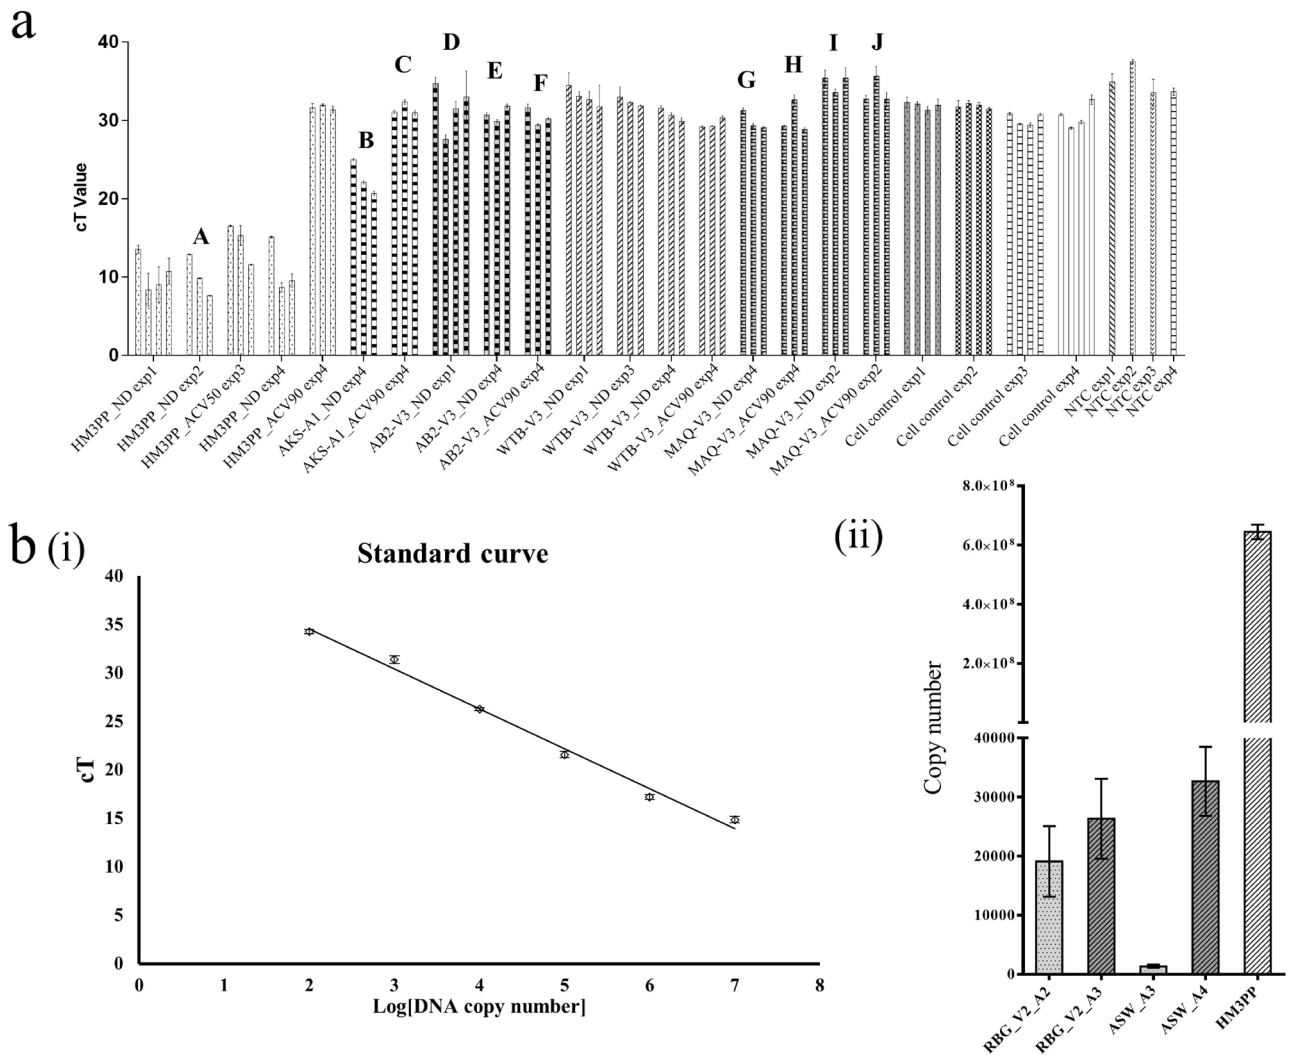 a
cT Value
40
30
20
10
0
A
B
C
D
E
F
G
H
I
J
HM3PP_ND exp1
HM3PP_ND exp2
HM3PP_ACV50 exp3
HM3PP_ND exp4
HM3PP_ACV90 exp4
AKS-A1_ND exp4
AKS-A1_ACV90 exp4
AB2-V3_ND exp1
AB2-V3_ND exp4
AB2-V3_ACV90 exp4
WTB-V3_ND exp1
WTB-V3_ND exp3
WTB-V3_ND exp4
WTB-V3_ACV90 exp4
MAQ-V3_ND exp4
MAQ-V3_ACV90 exp4
MAQ-V3_ND exp2
MAQ-V3_ACV90 exp2
Cell control exp1
Cell control exp2
Cell control exp3
Cell control exp4
NTC exp1
NTC exp2
NTC exp3
NTC exp4
b (i)
Standard curve
cT
40
35
30
25
20
15
10
5
0
0 1 2 3 4 5 6 7 8
Log[DNA copy number]
(ii)
Copy number
8.0×10⁸
6.0×10⁸
4.0×10⁸
2.0×10⁸
40000
30000
20000
10000
0
RBG_V2_A2
RBG_V2_A3
ASW_A3
ASW_A4
HM3PP